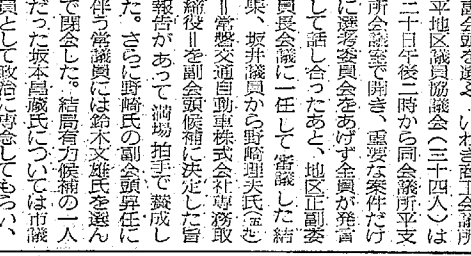 副会頭を選ぶ　いわき商工会議所
平地区議員協議会（三十四人）は
二十日午後二時から同会議所平支
所会議室で開き、重要な案件だけ
に選考委員会をあげず全員が発言
して話し合ったあと、地区正副委
員長会議に一任して審議した結
果、坂井議員から野崎理夫氏（五九）
＝常磐交通自動車株式会社専務取
締役＝を副会頭候補に決定した旨
報告があって　満場　拍手で　賛成し
た。さらに野崎氏の副会頭昇任に
伴う常議員には鈴木文雄氏を選ん
で閉会した。結局有力候補の一人
だった坂本昌蔵氏については市議
員として政治に専念してもらい、